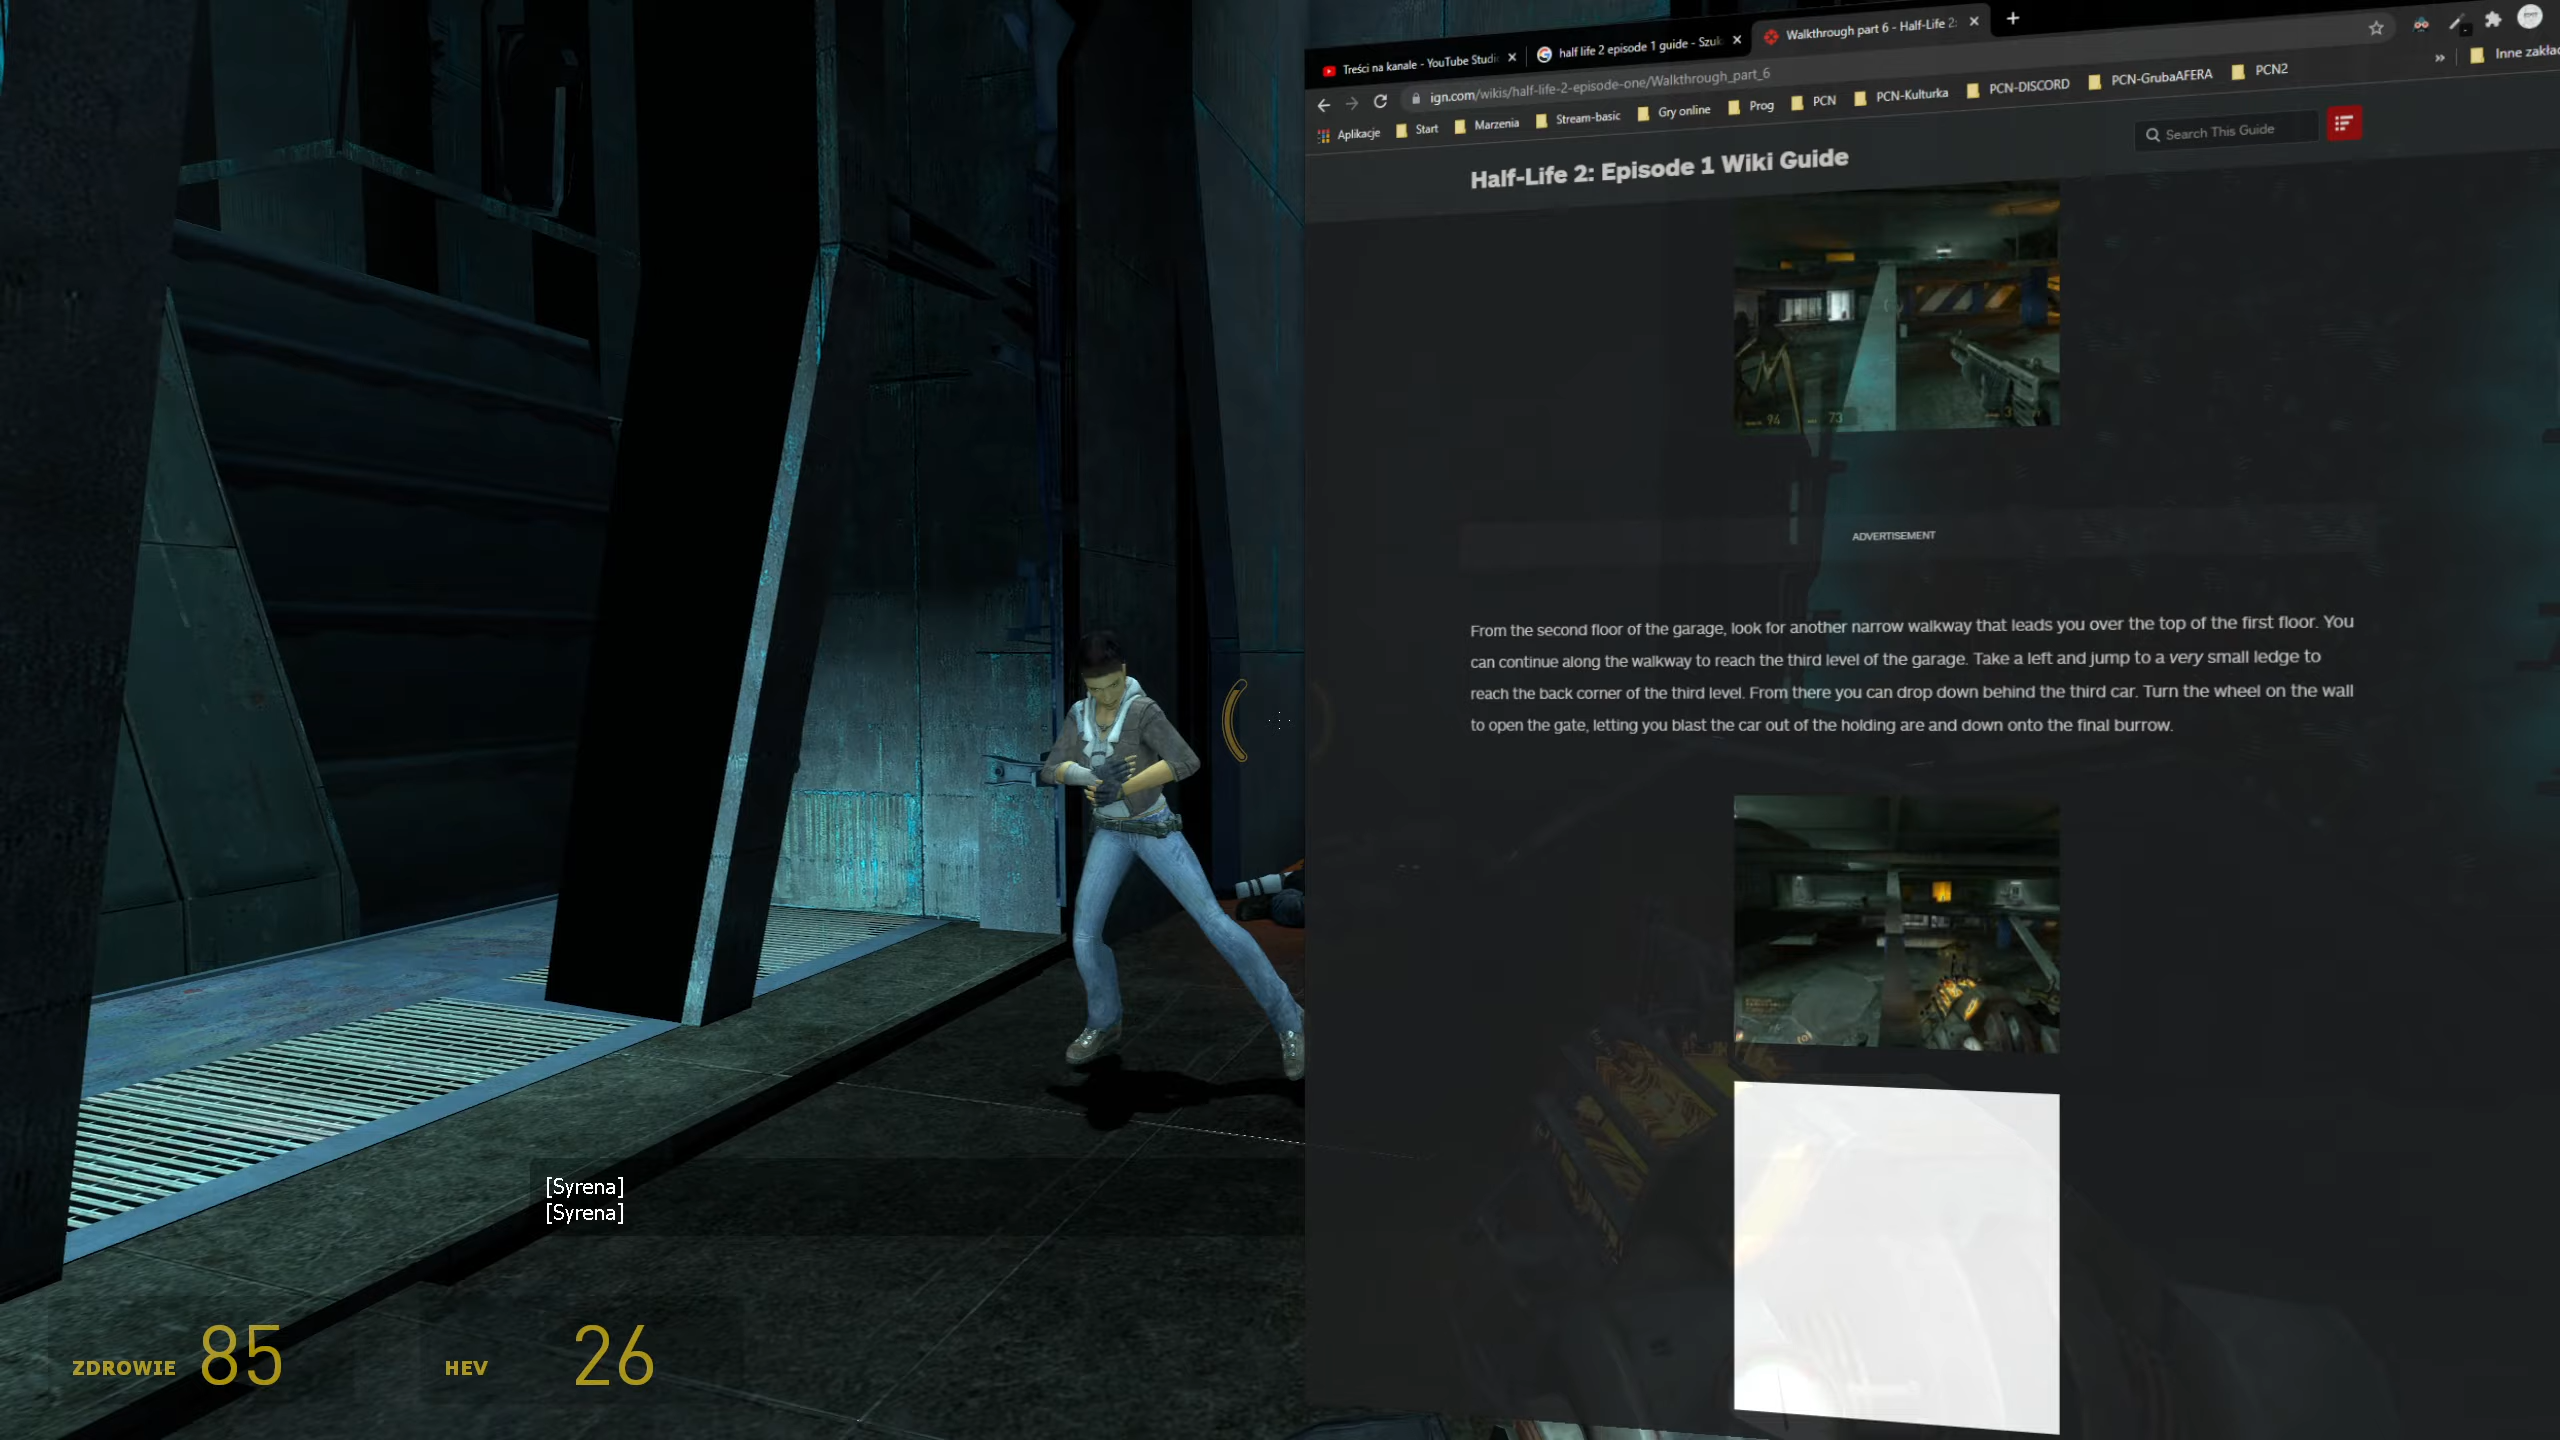 Treści na kanale - YouTube Studi
half life 2 episode 1 guide - Szuk
Walkthrough part 6 - Half-Life 2:
ign.com/wikis/half-life-2-episode-one/Walkthrough_part_6
Aplikacje
Start
Marzenia
Stream-basic
Gry online
Prog
PCN
PCN-Kulturka
PCN-DISCORD
PCN-GrubaAFERA
PCN2
»
Inne zakła
Half-Life 2: Episode 1 Wiki Guide
Search This Guide
94 73 3
ADVERTISEMENT
From the second floor of the garage, look for another narrow walkway that leads you over the top of the first floor. You
can continue along the walkway to reach the third level of the garage. Take a left and jump to a very small ledge to
reach the back corner of the third level. From there you can drop down behind the third car. Turn the wheel on the wall
to open the gate, letting you blast the car out of the holding are and down onto the final burrow.
[Syrena]
[Syrena]
ZDROWIE 85
HEV 26